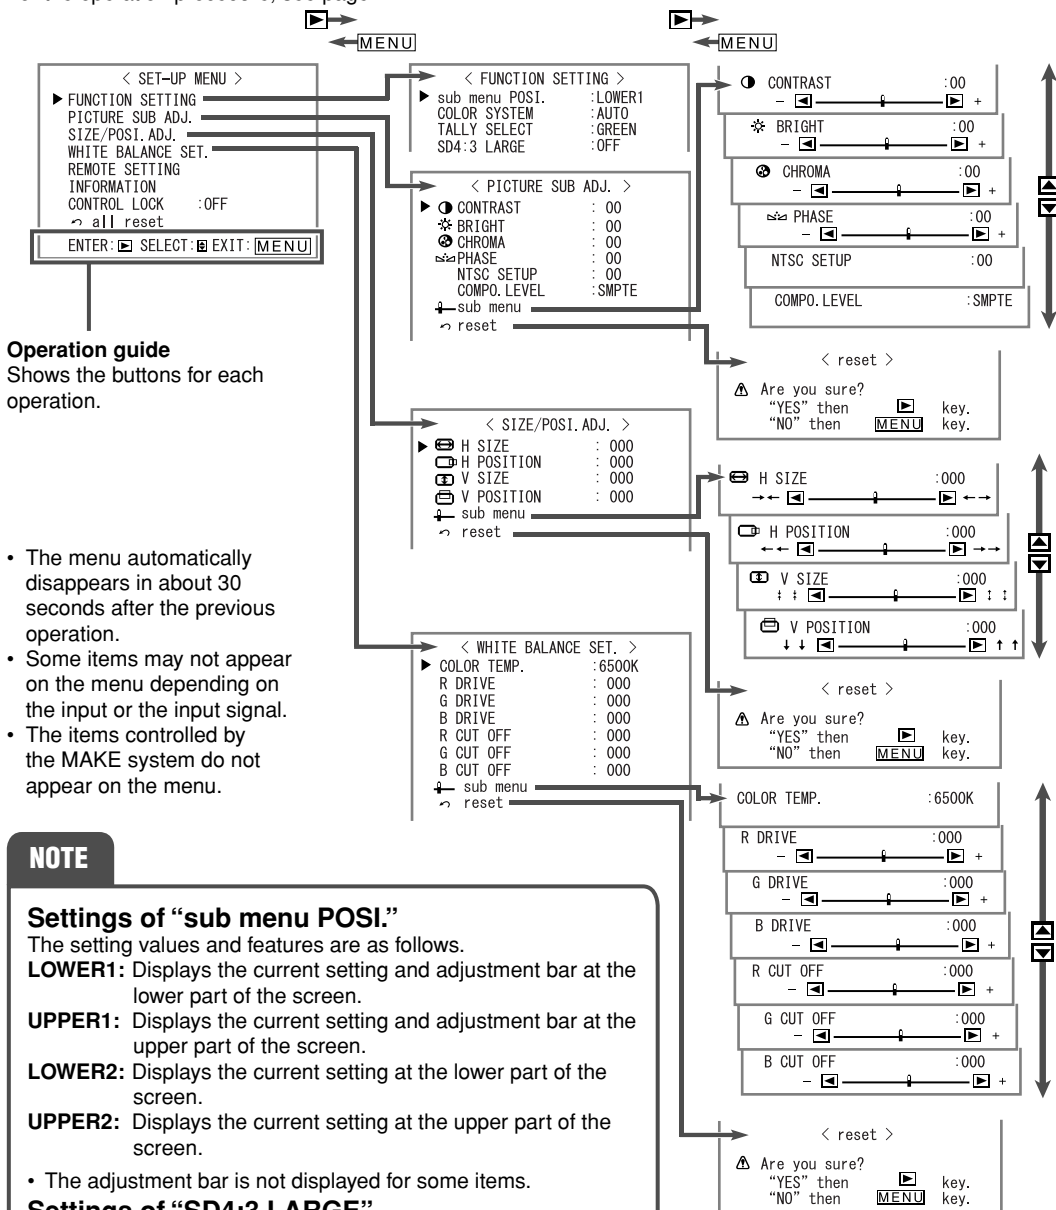 MENU
MENU
< SET-UP MENU >
FUNCTION SETTING
PICTURE SUB ADJ.
SIZE/POSI. ADJ.
WHITE BALANCE SET.
REMOTE SETTING
INFORMATION
CONTROL LOCK :OFF
all reset
ENTER: SELECT: EXIT: MENU
Operation guide
Shows the buttons for each
operation.
• The menu automatically
disappears in about 30
seconds after the previous
operation.
• Some items may not appear
on the menu depending on
the input or the input signal.
• The items controlled by
the MAKE system do not
appear on the menu.
< FUNCTION SETTING >
sub menu POSI. :LOWER1
COLOR SYSTEM :AUTO
TALLY SELECT :GREEN
SD4:3 LARGE :OFF
< PICTURE SUB ADJ. >
CONTRAST : 00
BRIGHT : 00
CHROMA : 00
PHASE : 00
NTSC SETUP : 00
COMPO. LEVEL :SMPTE
sub menu
reset
< SIZE/POSI. ADJ. >
H SIZE : 000
H POSITION : 000
V SIZE : 000
V POSITION : 000
sub menu
reset
< WHITE BALANCE SET. >
COLOR TEMP. :6500K
R DRIVE : 000
G DRIVE : 000
B DRIVE : 000
R CUT OFF : 000
G CUT OFF : 000
B CUT OFF : 000
sub menu
reset
CONTRAST :00
– +
BRIGHT :00
– +
CHROMA :00
– +
PHASE :00
– +
NTSC SETUP :00
COMPO. LEVEL :SMPTE
< reset >
Are you sure?
“YES” then key.
“NO” then MENU key.
H SIZE :000
→← ←→
H POSITION :000
←← →→
V SIZE :000
V POSITION :000
↓↓ ↑↑
< reset >
Are you sure?
“YES” then key.
“NO” then MENU key.
COLOR TEMP. :6500K
R DRIVE :000
– +
G DRIVE :000
– +
B DRIVE :000
– +
R CUT OFF :000
– +
G CUT OFF :000
– +
B CUT OFF :000
– +
< reset >
Are you sure?
“YES” then key.
“NO” then MENU key.
NOTE
Settings of “sub menu POSI.”
The setting values and features are as follows.
LOWER1: Displays the current setting and adjustment bar at the
lower part of the screen.
UPPER1: Displays the current setting and adjustment bar at the
upper part of the screen.
LOWER2: Displays the current setting at the lower part of the
screen.
UPPER2: Displays the current setting at the upper part of the
screen.
• The adjustment bar is not displayed for some items.
Settings of “SD4:3 LARGE”